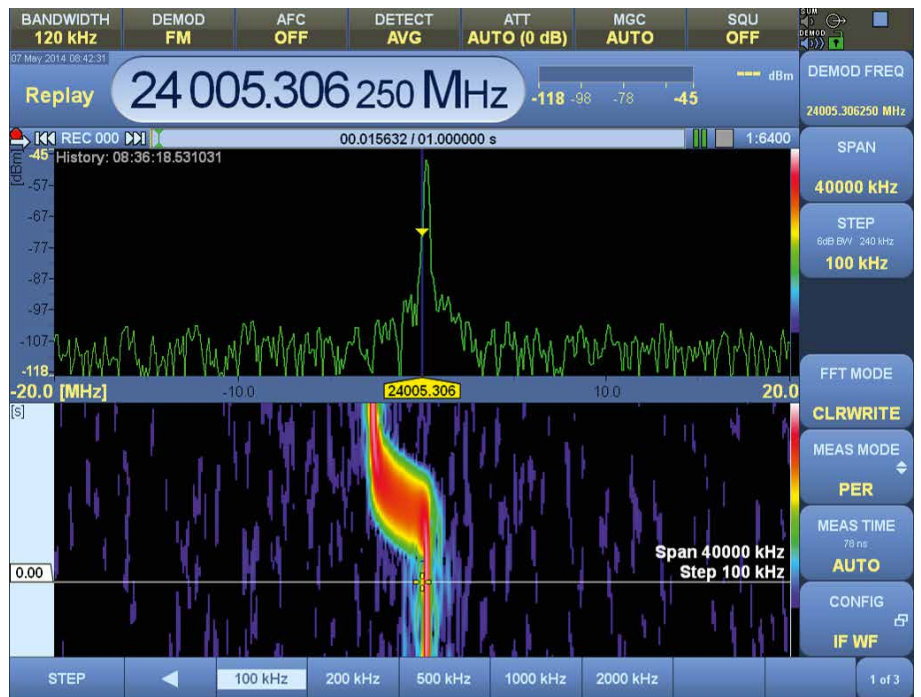 BANDWIDTH DEMOD AFC DETECT ATT MGC SQU
120 kHz FM OFF AVG AUTO (0 dB) AUTO OFF
SUM
DEMOD
07 May 2014 08:42:31
Replay
24 005.306 250 MHz
--- dBm
-118 -98 -78 -45
DEMOD FREQ
24005.306250 MHz
REC 000 00.015632 / 01.000000 s 1:6400
SPAN
40000 kHz
STEP
6dB BW 240 kHz
100 kHz
[dBm]
-45 History: 08:36:18.531031
-57
-67
-77
-87
-97
-107
-118
-20.0 [MHz] -10.0 24005.306 10.0 20.0
FFT MODE
CLRWRITE
MEAS MODE
PER
MEAS TIME
78 ns
AUTO
CONFIG
IF WF
[s]
Span 40000 kHz
Step 100 kHz
0.00
STEP 100 kHz 200 kHz 500 kHz 1000 kHz 2000 kHz 1 of 3